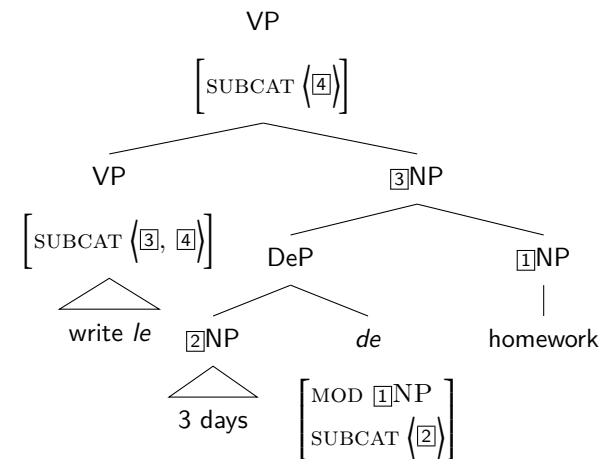 VP
[SUBCAT ⟨4⟩]
VP 3NP
[SUBCAT ⟨3, 4⟩] DeP 1NP
write le 2NP de homework
3 days [MOD 1NP
SUBCAT ⟨2⟩]